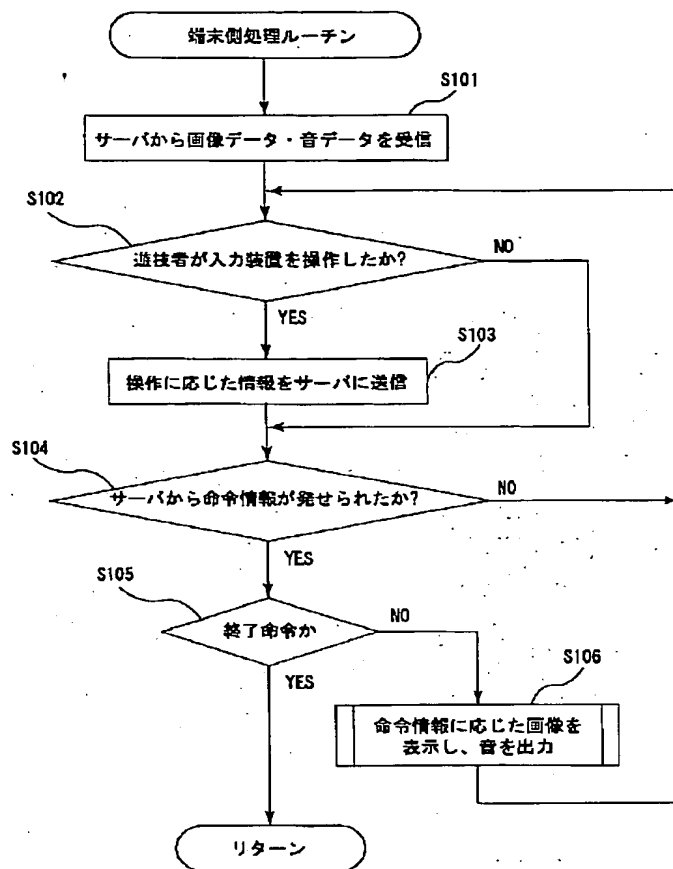 端末側処理ルーチン
S101
サーバから画像データ・音データを受信
S102
遊技者が入力装置を操作したか?
NO
YES
S103
操作に応じた情報をサーバに送信
S104
サーバから命令情報が発せられたか?
NO
YES
S105
終了命令か
NO
YES
S106
命令情報に応じた画像を
表示し、音を出力
リターン